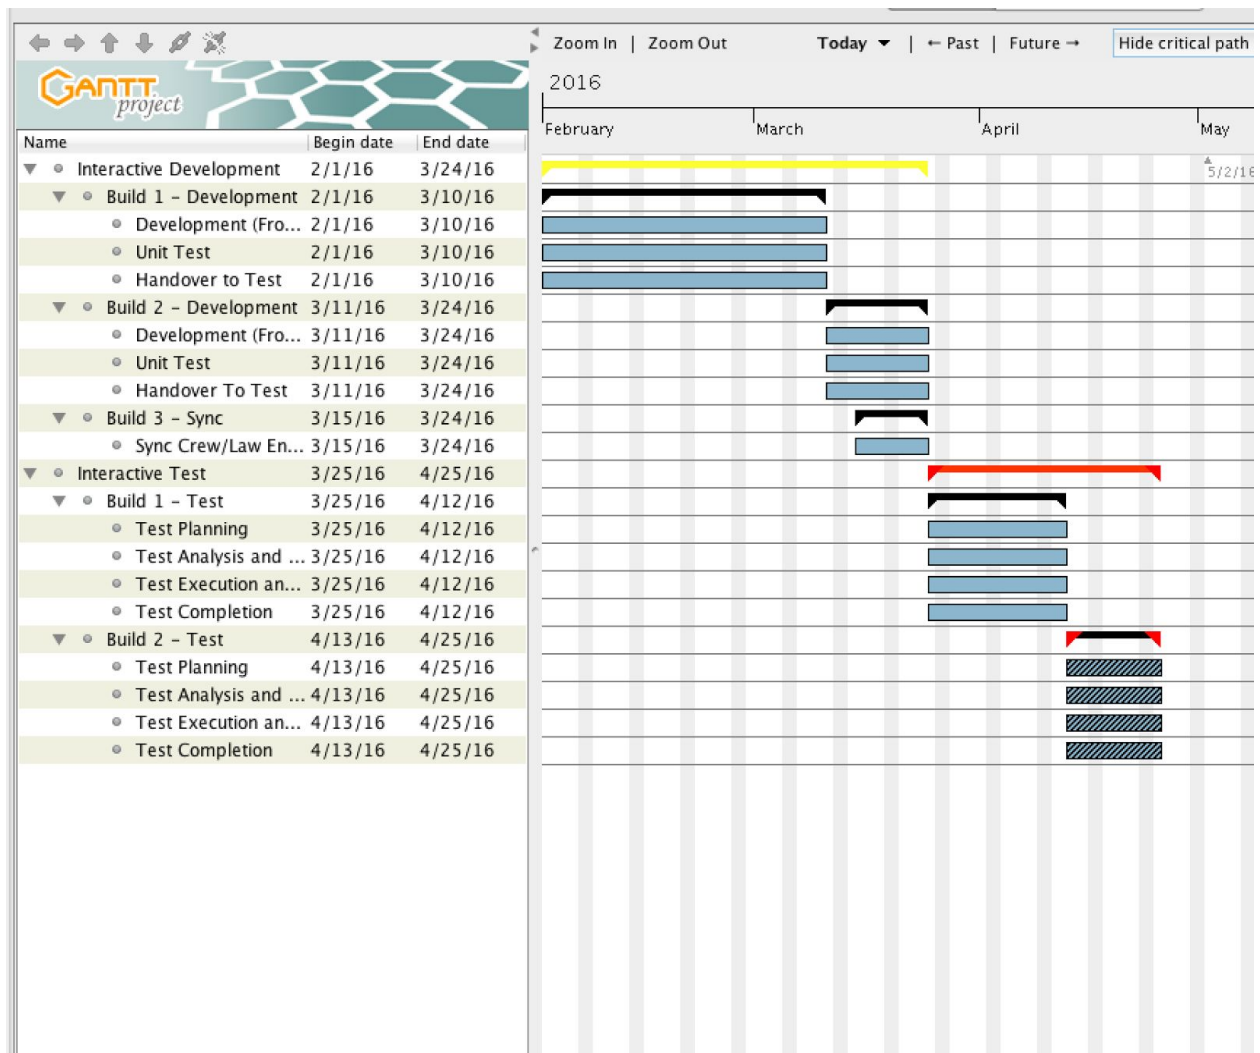 Zoom In | Zoom Out Today ▼ | ← Past | Future → Hide critical path
GANTT
project
2016
February March April May
Name Begin date End date
5/2/16
Interactive Development 2/1/16 3/24/16
Build 1 – Development 2/1/16 3/10/16
Development (Fro... 2/1/16 3/10/16
Unit Test 2/1/16 3/10/16
Handover to Test 2/1/16 3/10/16
Build 2 – Development 3/11/16 3/24/16
Development (Fro... 3/11/16 3/24/16
Unit Test 3/11/16 3/24/16
Handover To Test 3/11/16 3/24/16
Build 3 – Sync 3/15/16 3/24/16
Sync Crew/Law En... 3/15/16 3/24/16
Interactive Test 3/25/16 4/25/16
Build 1 – Test 3/25/16 4/12/16
Test Planning 3/25/16 4/12/16
Test Analysis and ... 3/25/16 4/12/16
Test Execution an... 3/25/16 4/12/16
Test Completion 3/25/16 4/12/16
Build 2 – Test 4/13/16 4/25/16
Test Planning 4/13/16 4/25/16
Test Analysis and ... 4/13/16 4/25/16
Test Execution an... 4/13/16 4/25/16
Test Completion 4/13/16 4/25/16